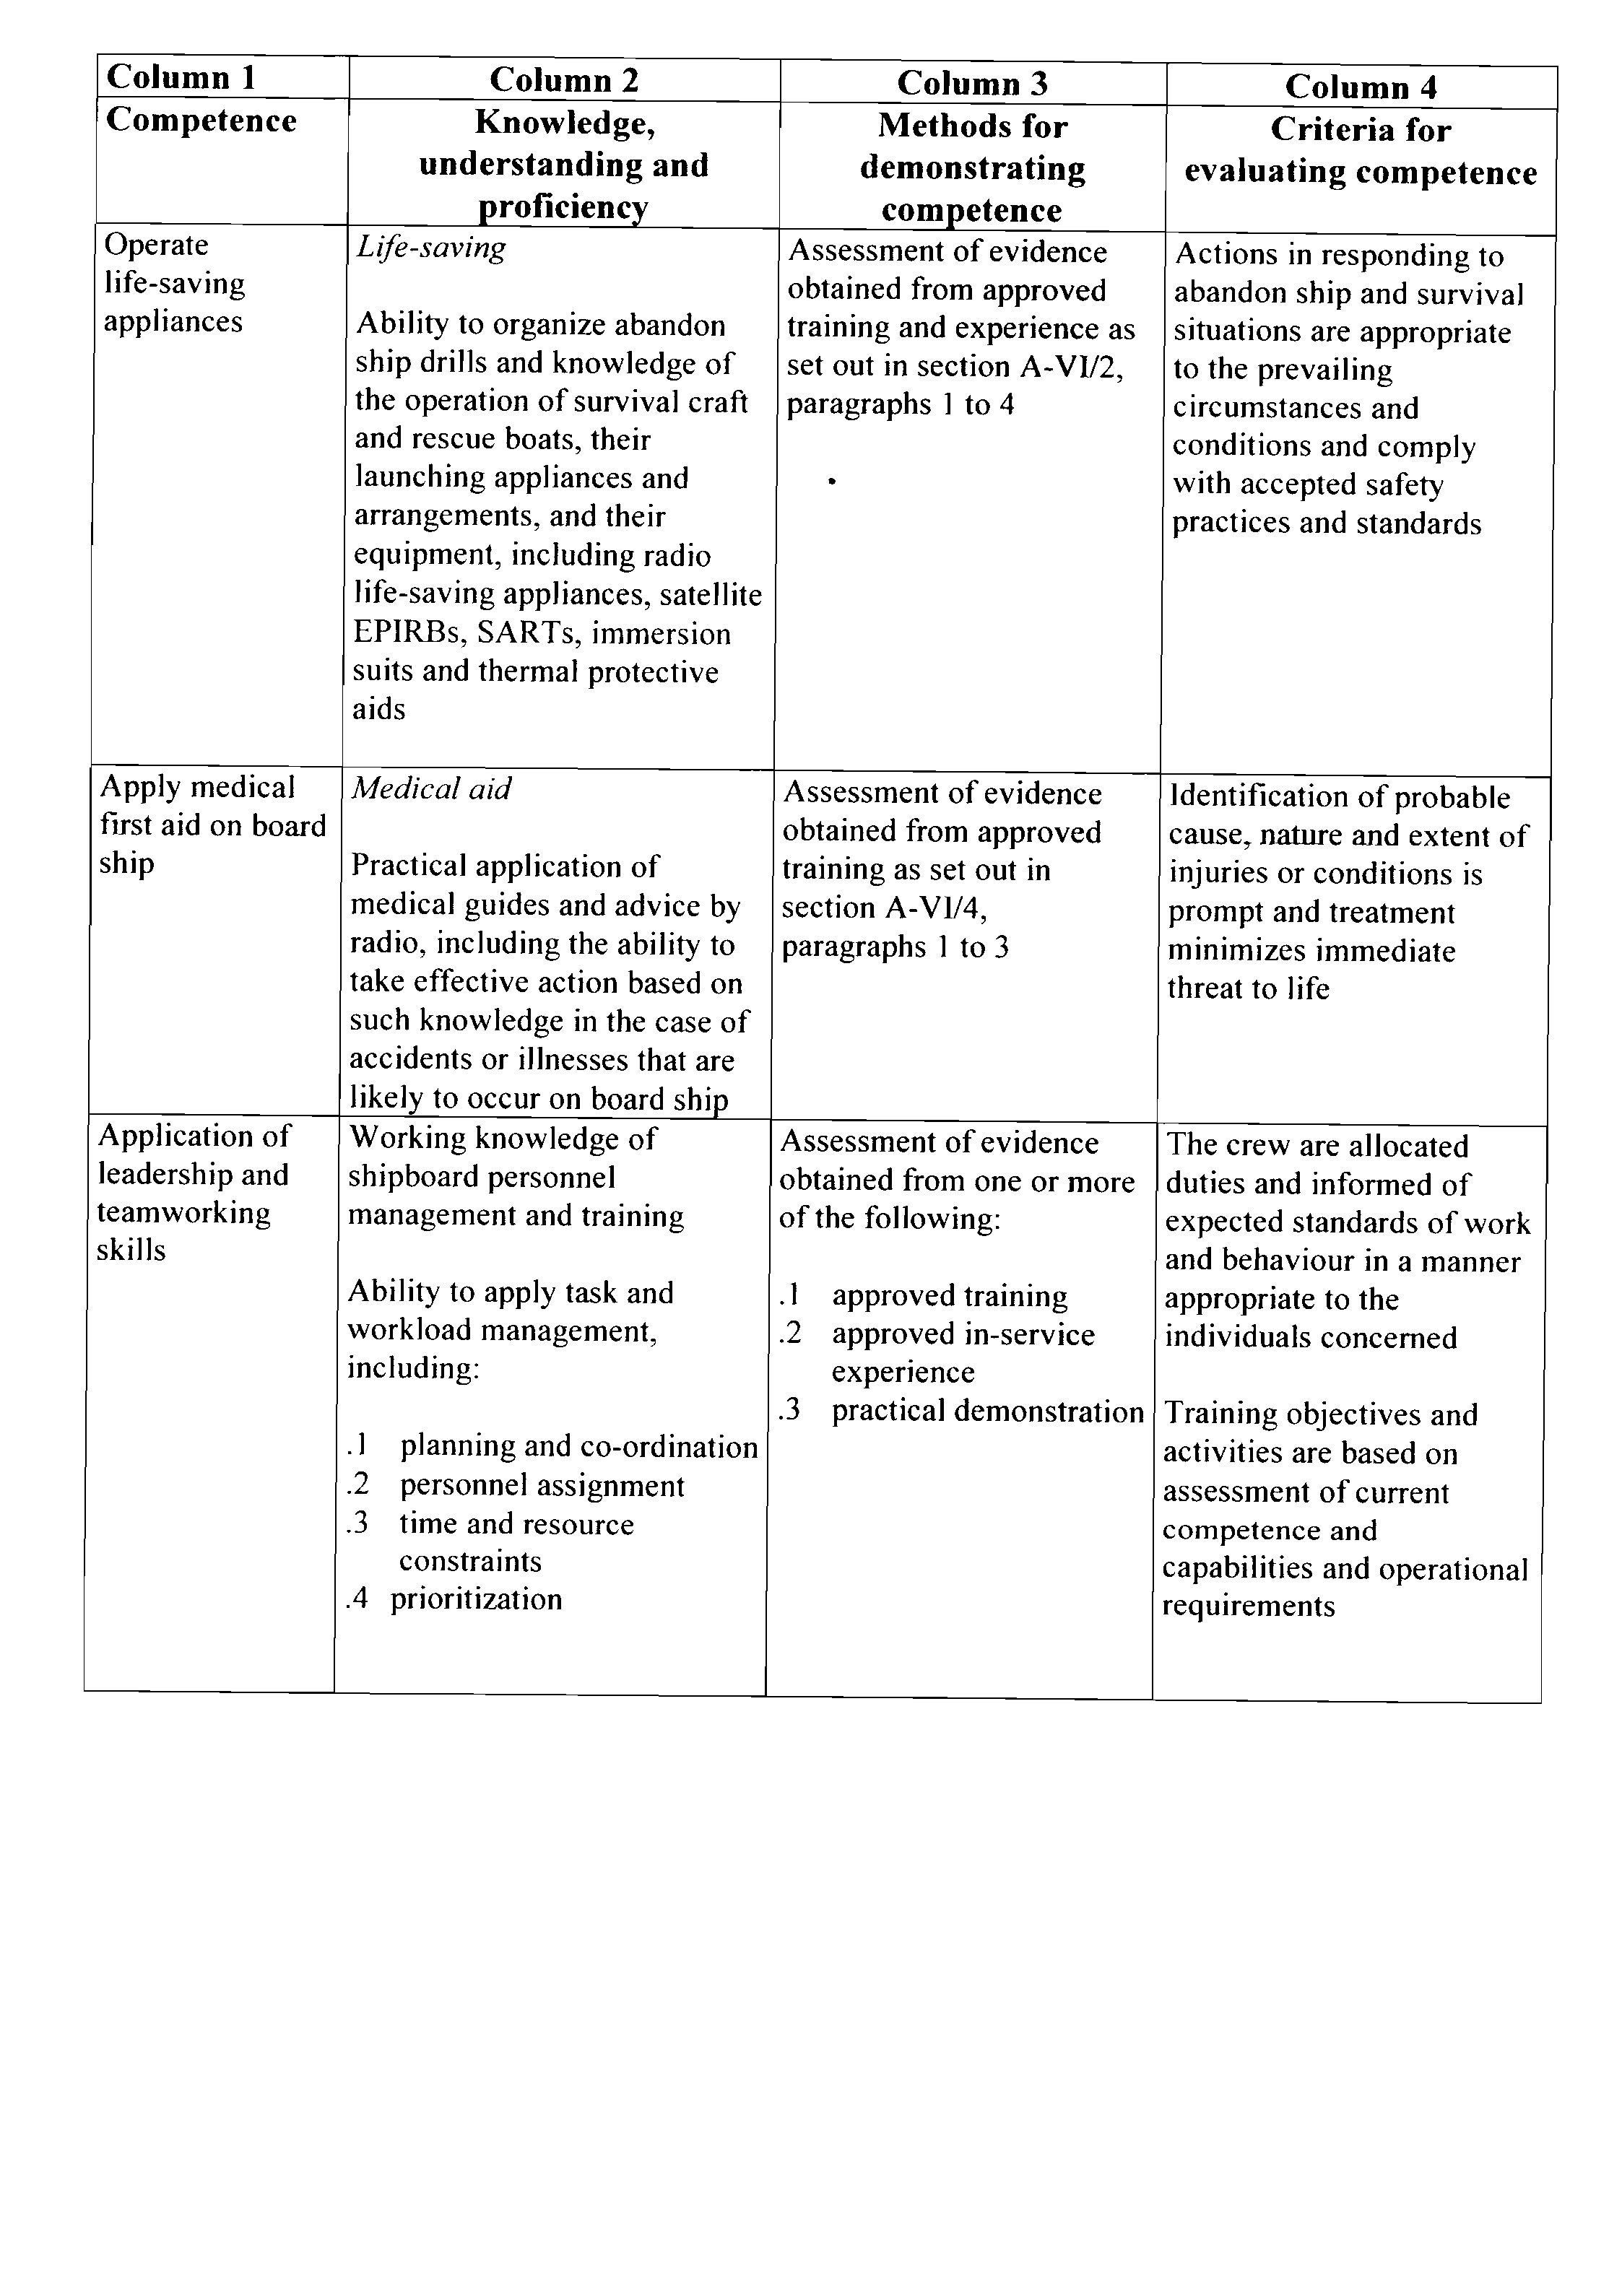 Column 1
Column 2
Column 3
Column 4
Competence
Knowledge,
understanding and
proficiency
Methods for
demonstrating
competence
Criteria for
evaluating competence
Operate
life-saving
appliances
Life-saving
Ability to organize abandon
ship drills and knowledge of
the operation of survival craft
and rescue boats, their
launching appliances and
arrangements, and their
equipment, including radio
life-saving appliances, satellite
EPIRBs, SARTs, immersion
suits and thermal protective
aids
Assessment of evidence
obtained from approved
training and experience as
set out in section A-VI/2,
paragraphs 1 to 4
Actions in responding to
abandon ship and survival
situations are appropriate
to the prevailing
circumstances and
conditions and comply
with accepted safety
practices and standards
Apply medical
first aid on board
ship
Medical aid
Practical application of
medical guides and advice by
radio, including the ability to
take effective action based on
such knowledge in the case of
accidents or illnesses that are
likely to occur on board ship
Assessment of evidence
obtained from approved
training as set out in
section A-VI/4,
paragraphs 1 to 3
Identification of probable
cause, nature and extent of
injuries or conditions is
prompt and treatment
minimizes immediate
threat to life
Application of
leadership and
teamworking
skills
Working knowledge of
shipboard personnel
management and training
Ability to apply task and
workload management,
including:
.1 planning and co-ordination
.2 personnel assignment
.3 time and resource
constraints
.4 prioritization
Assessment of evidence
obtained from one or more
of the following:
.1 approved training
.2 approved in-service
experience
.3 practical demonstration
The crew are allocated
duties and informed of
expected standards of work
and behaviour in a manner
appropriate to the
individuals concerned
Training objectives and
activities are based on
assessment of current
competence and
capabilities and operational
requirements